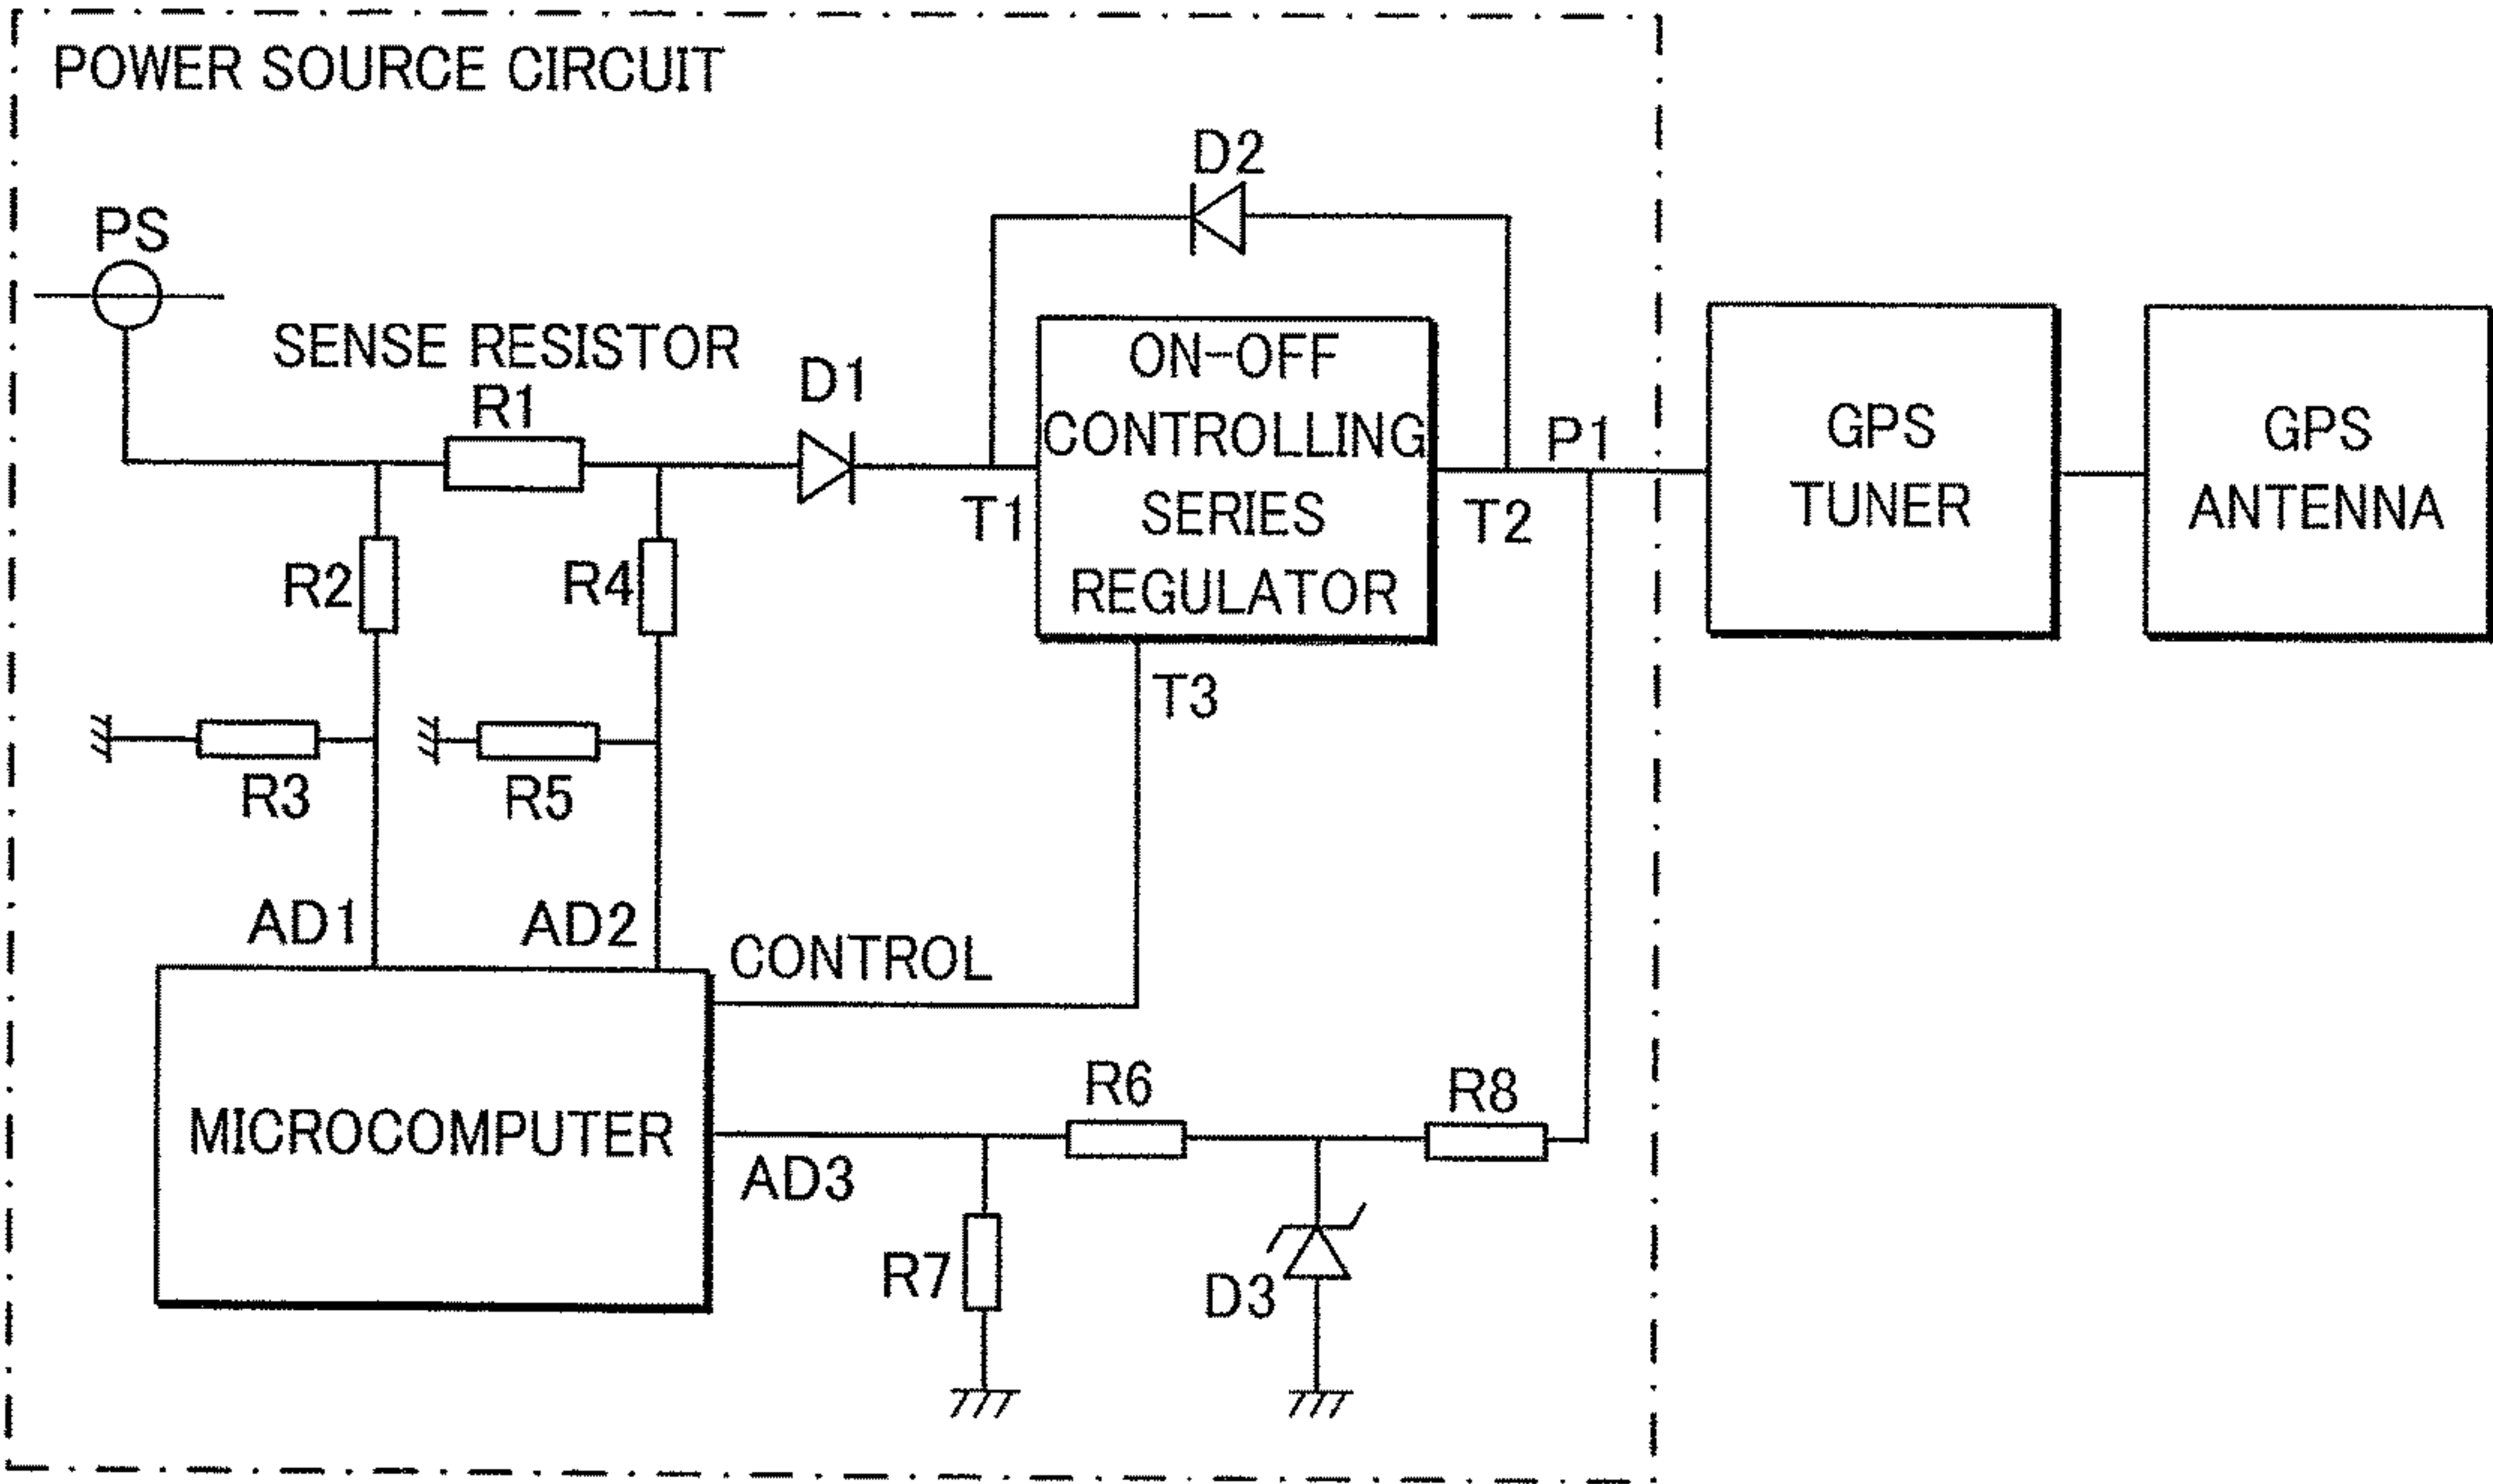 POWER SOURCE CIRCUIT
D2
PS
SENSE RESISTOR
R1
D1
ON-OFF
CONTROLLING
SERIES
REGULATOR
T1
T2
P1
GPS
TUNER
GPS
ANTENNA
R2
R4
T3
R3
R5
AD1
AD2
CONTROL
MICROCOMPUTER
AD3
R6
R8
R7
D3